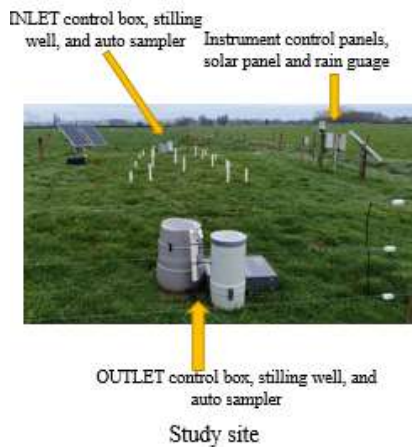 INLET control box, stilling
well, and auto sampler
Instrument control panels,
solar panel and rain guage
OUTLET control box, stilling well, and
auto sampler
Study site